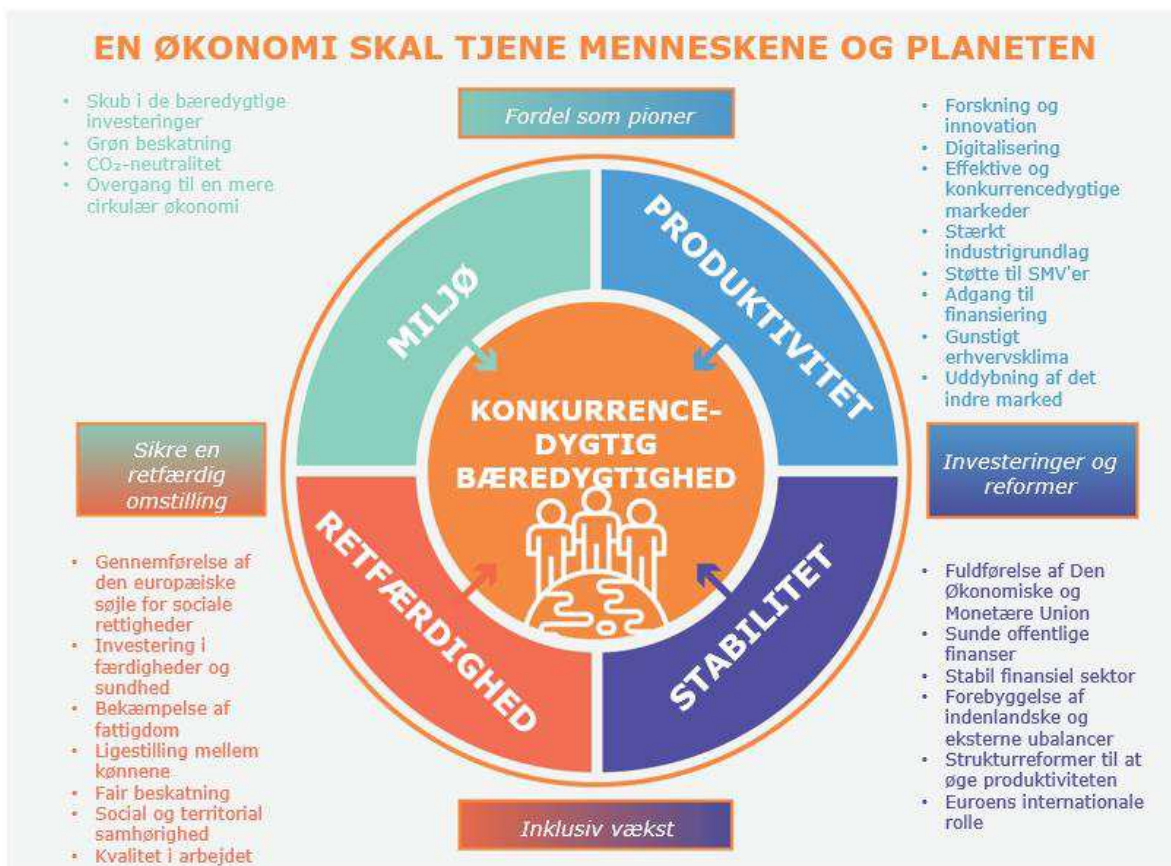 EN ØKONOMI SKAL TJENE MENNESKENE OG PLANETEN
• Skub i de bæredygtige
investeringer
• Grøn beskatning
• CO₂-neutralitet
• Overgang til en mere
cirkulær økonomi
Fordel som pioner
• Forskning og
innovation
• Digitalisering
• Effektive og
konkurrencedygtige
markeder
• Stærkt
industrigrundlag
• Støtte til SMV'er
• Adgang til
finansiering
• Gunstigt
erhvervsklima
• Uddybning af det
indre marked
MILJØ
PRODUKTIVITET
KONKURRENCE-
DYGTIG
BÆREDYGTIGHED
Sikre en
retfærdig
omstilling
Investeringer og
reformer
RETFÆRDIGHED
STABILITET
• Gennemførelse af
den europæiske
søjle for sociale
rettigheder
• Investering i
færdigheder og
sundhed
• Bekæmpelse af
fattigdom
• Ligestilling mellem
kønnene
• Fair beskatning
• Social og territorial
samhørighed
• Kvalitet i arbejdet
• Fuldførelse af Den
Økonomiske og
Monetære Union
• Sunde offentlige
finanser
• Stabil finansiel sektor
• Forebyggelse af
indenlandske og
eksterne ubalancer
• Strukturreformer til at
øge produktiviteten
• Euroens internationale
rolle
Inklusiv vækst